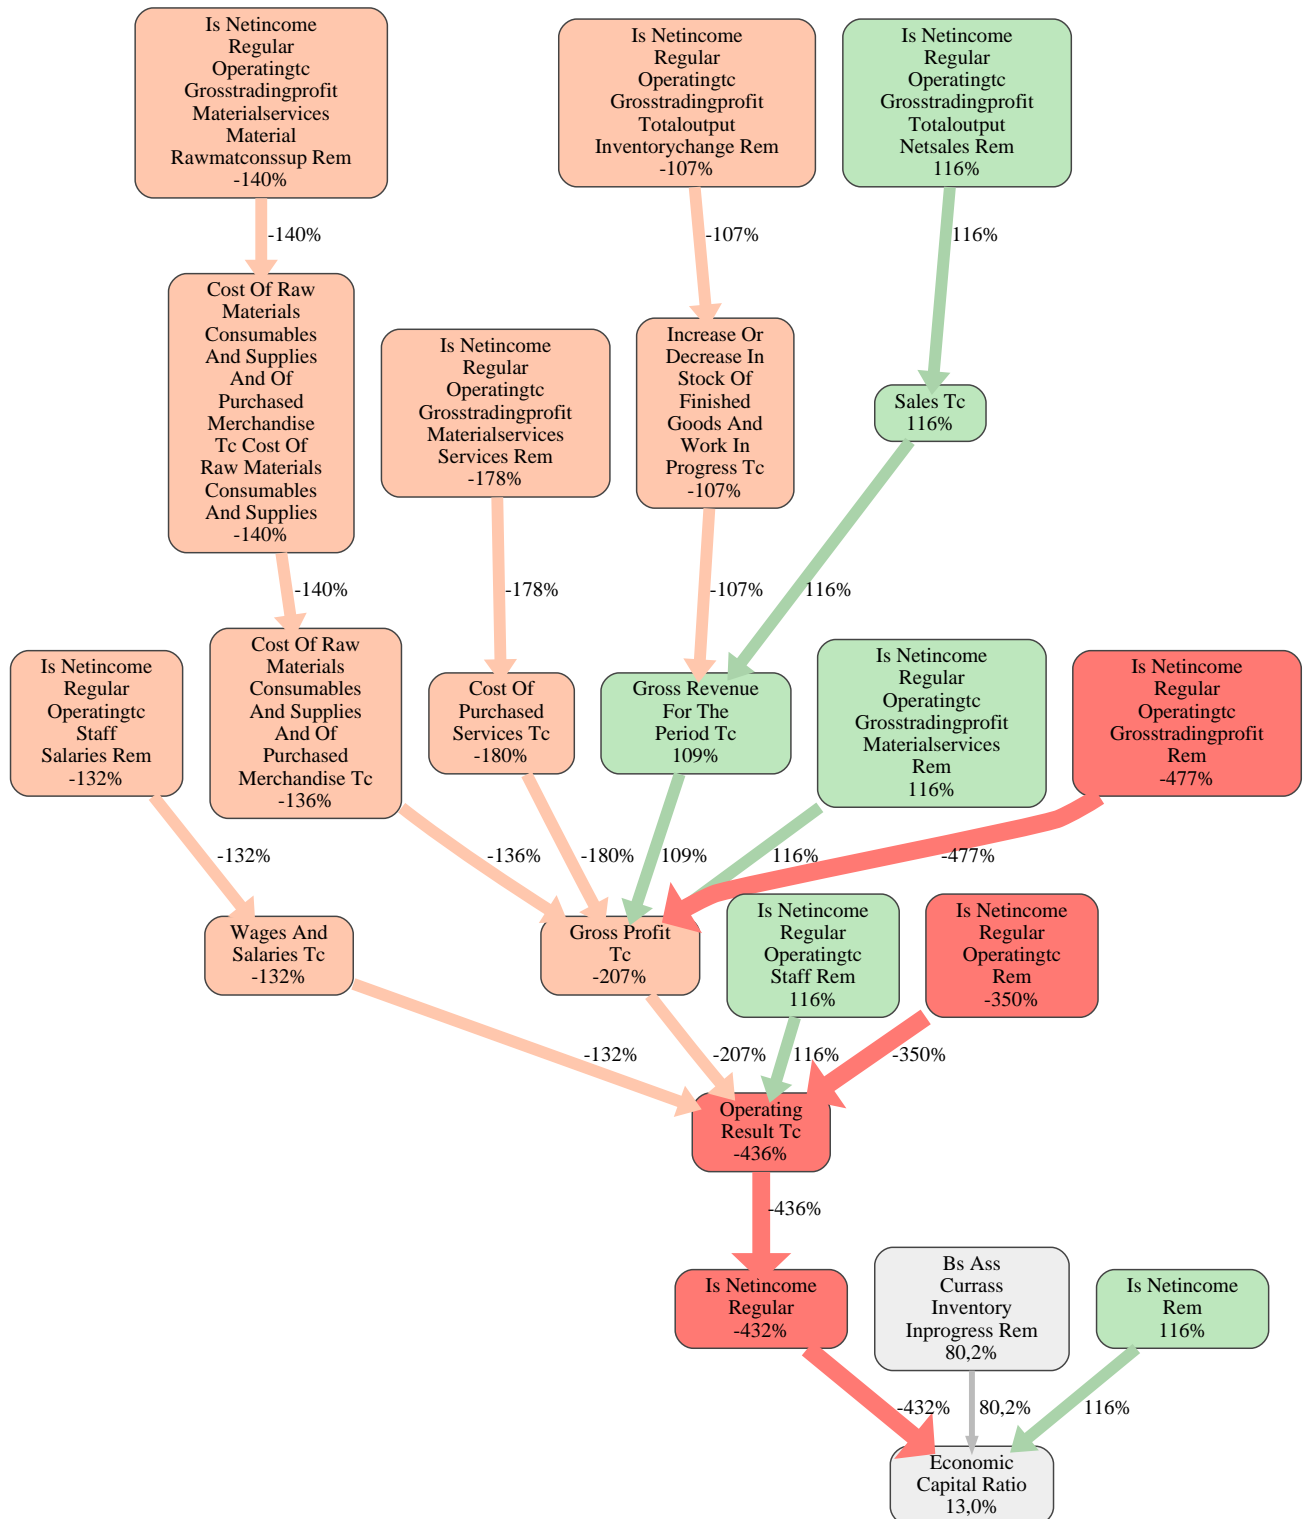 Is Netincome
Regular
Operatingtc
Grosstradingprofit
Materialservices
Material
Rawmatconssup Rem
-140%
Is Netincome
Regular
Operatingtc
Grosstradingprofit
Totaloutput
Inventorychange Rem
-107%
Is Netincome
Regular
Operatingtc
Grosstradingprofit
Totaloutput
Netsales Rem
116%
-140%
-107%
116%
Cost Of Raw
Materials
Consumables
And Supplies
And Of
Purchased
Merchandise
Tc Cost Of
Raw Materials
Consumables
And Supplies
-140%
Is Netincome
Regular
Operatingtc
Grosstradingprofit
Materialservices
Services Rem
-178%
Increase Or
Decrease In
Stock Of
Finished
Goods And
Work In
Progress Tc
-107%
Sales Tc
116%
-140%
-178%
-107%
116%
Is Netincome
Regular
Operatingtc
Staff
Salaries Rem
-132%
Cost Of Raw
Materials
Consumables
And Supplies
And Of
Purchased
Merchandise Tc
-136%
Cost Of
Purchased
Services Tc
-180%
Gross Revenue
For The
Period Tc
109%
Is Netincome
Regular
Operatingtc
Grosstradingprofit
Materialservices
Rem
116%
Is Netincome
Regular
Operatingtc
Grosstradingprofit
Rem
-477%
-132%
-136%
-180%
109%
116%
-477%
Wages And
Salaries Tc
-132%
Gross Profit
Tc
-207%
Is Netincome
Regular
Operatingtc
Staff Rem
116%
Is Netincome
Regular
Operatingtc
Rem
-350%
-132%
-207%
116%
-350%
Operating
Result Tc
-436%
-436%
Is Netincome
Regular
-432%
Bs Ass
Currass
Inventory
Inprogress Rem
80,2%
Is Netincome
Rem
116%
-432%
80,2%
116%
Economic
Capital Ratio
13,0%